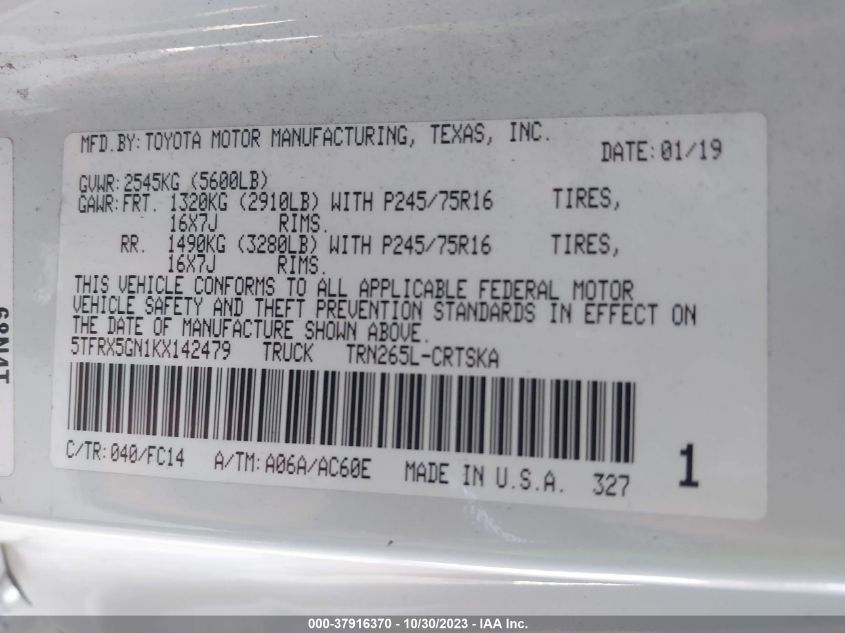 MFD.BY:TOYOTA MOTOR MANUFACTURING, TEXAS, INC.
DATE:01/19
GVWR:2545KG (5600LB)
GAWR:FRT. 1320KG (2910LB) WITH P245/75R16 TIRES,
16X7J RIMS.
RR. 1490KG (3280LB) WITH P245/75R16 TIRES,
16X7J RIMS.
THIS VEHICLE CONFORMS TO ALL APPLICABLE FEDERAL MOTOR
VEHICLE SAFETY AND THEFT PREVENTION STANDARDS IN EFFECT ON
THE DATE OF MANUFACTURE SHOWN ABOVE.
5TFRX5GN1KX142479 TRUCK TRN265L-CRTSKA
C/TR:040/FC14 A/TM:A06A/AC60E MADE IN U.S.A. 327 1
000-37916370 | 10/30/2023 - IAA Inc.